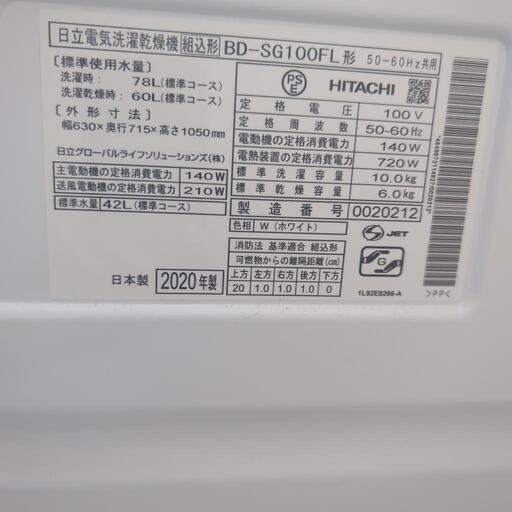 日立電気洗濯乾燥機 組込形 BD-SG100FL形 50-60Hz共用
〔標準使用水量〕
洗濯時： 78L(標準コース)
洗濯乾燥時： 60L(標準コース)
〔外形寸法〕
幅630×奥行715×高さ1050mm
日立グローバルライフソリューションズ(株)
主電動機の定格消費電力 140W
送風電動機の定格消費電力 210W
標準水量 42L (標準コース)
日本製 2020年製
PSE HITACHI
定格電圧 100V
定格周波数 50-60Hz
電動機の定格消費電力 140W
電熱装置の定格消費電力 720W
標準洗濯容量 10.0kg
標準乾燥容量 6.0kg
製造番号 0020212
色相 W (ホワイト)
消防法 基準適合 組込形
可燃物からの離隔距離(cm)
上方 左方 右方 後方 下方
20 1.0 1.0 1.0 0
S JET
G
1L92E8266-A